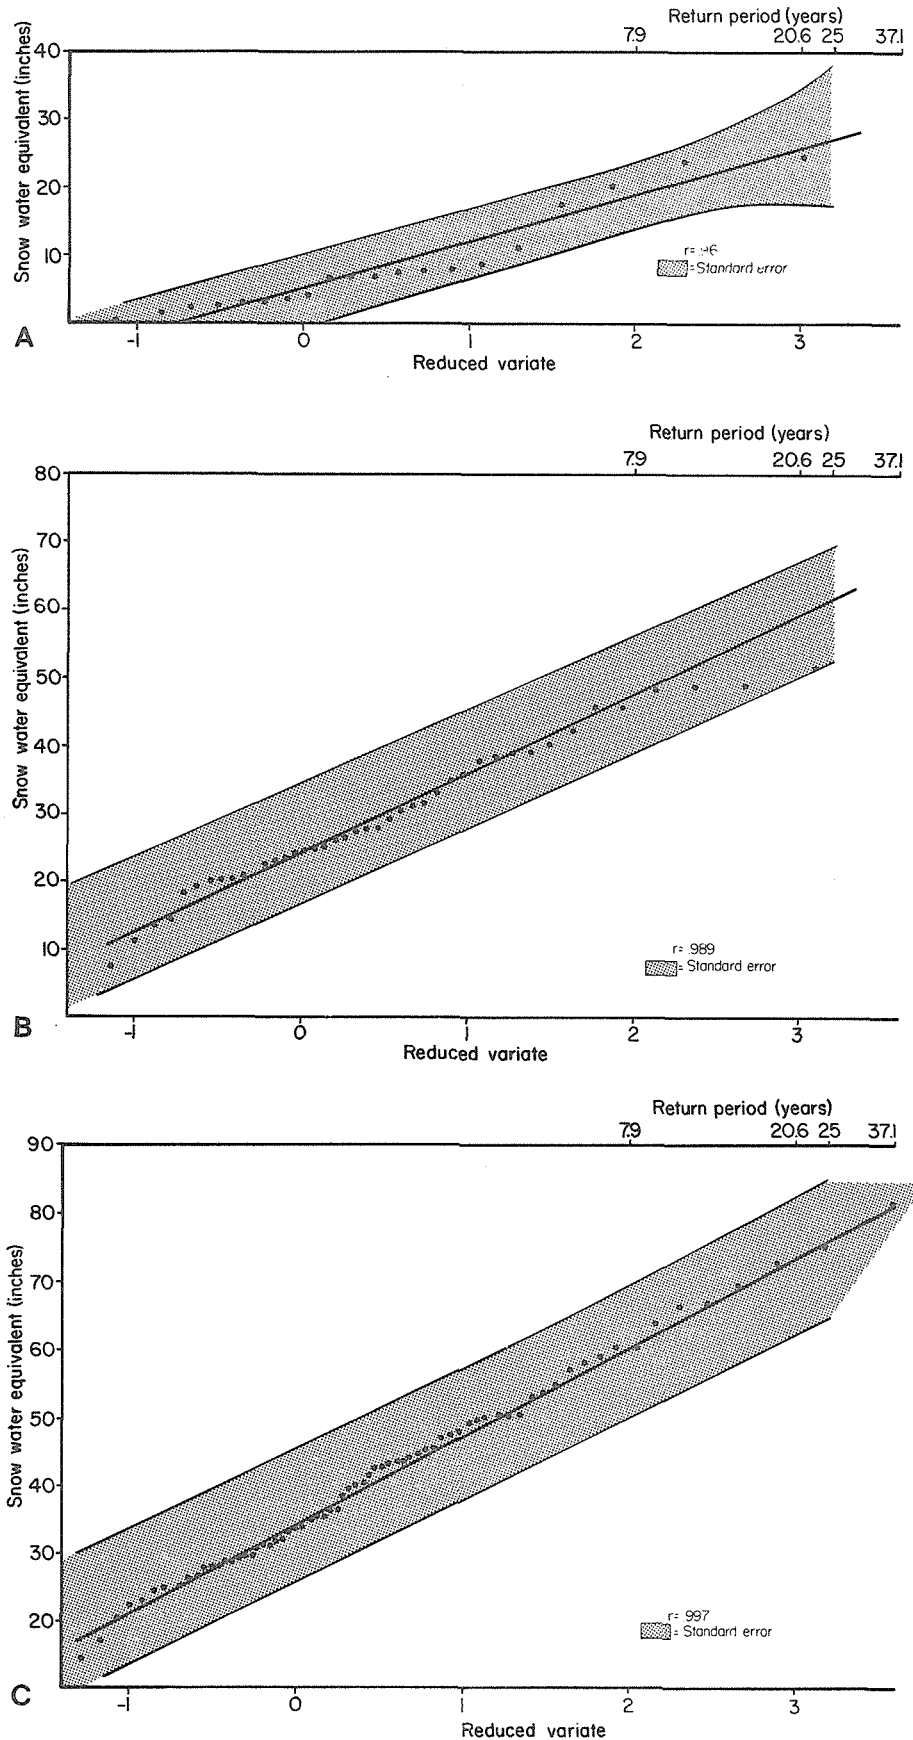 Return period (years)
7.9 20.6 25 37.1
Snow water equivalent (inches)
40
30
20
10
r= .96
= Standard error
A
-1 0 1 2 3
Reduced variate
Return period (years)
7.9 20.6 25 37.1
Snow water equivalent (inches)
80
70
60
50
40
30
20
10
r= .989
= Standard error
B
-1 0 1 2 3
Reduced variate
Return period (years)
7.9 20.6 25 37.1
Snow water equivalent (inches)
90
80
70
60
50
40
30
20
r= .997
= Standard error
C
-1 0 1 2 3
Reduced variate